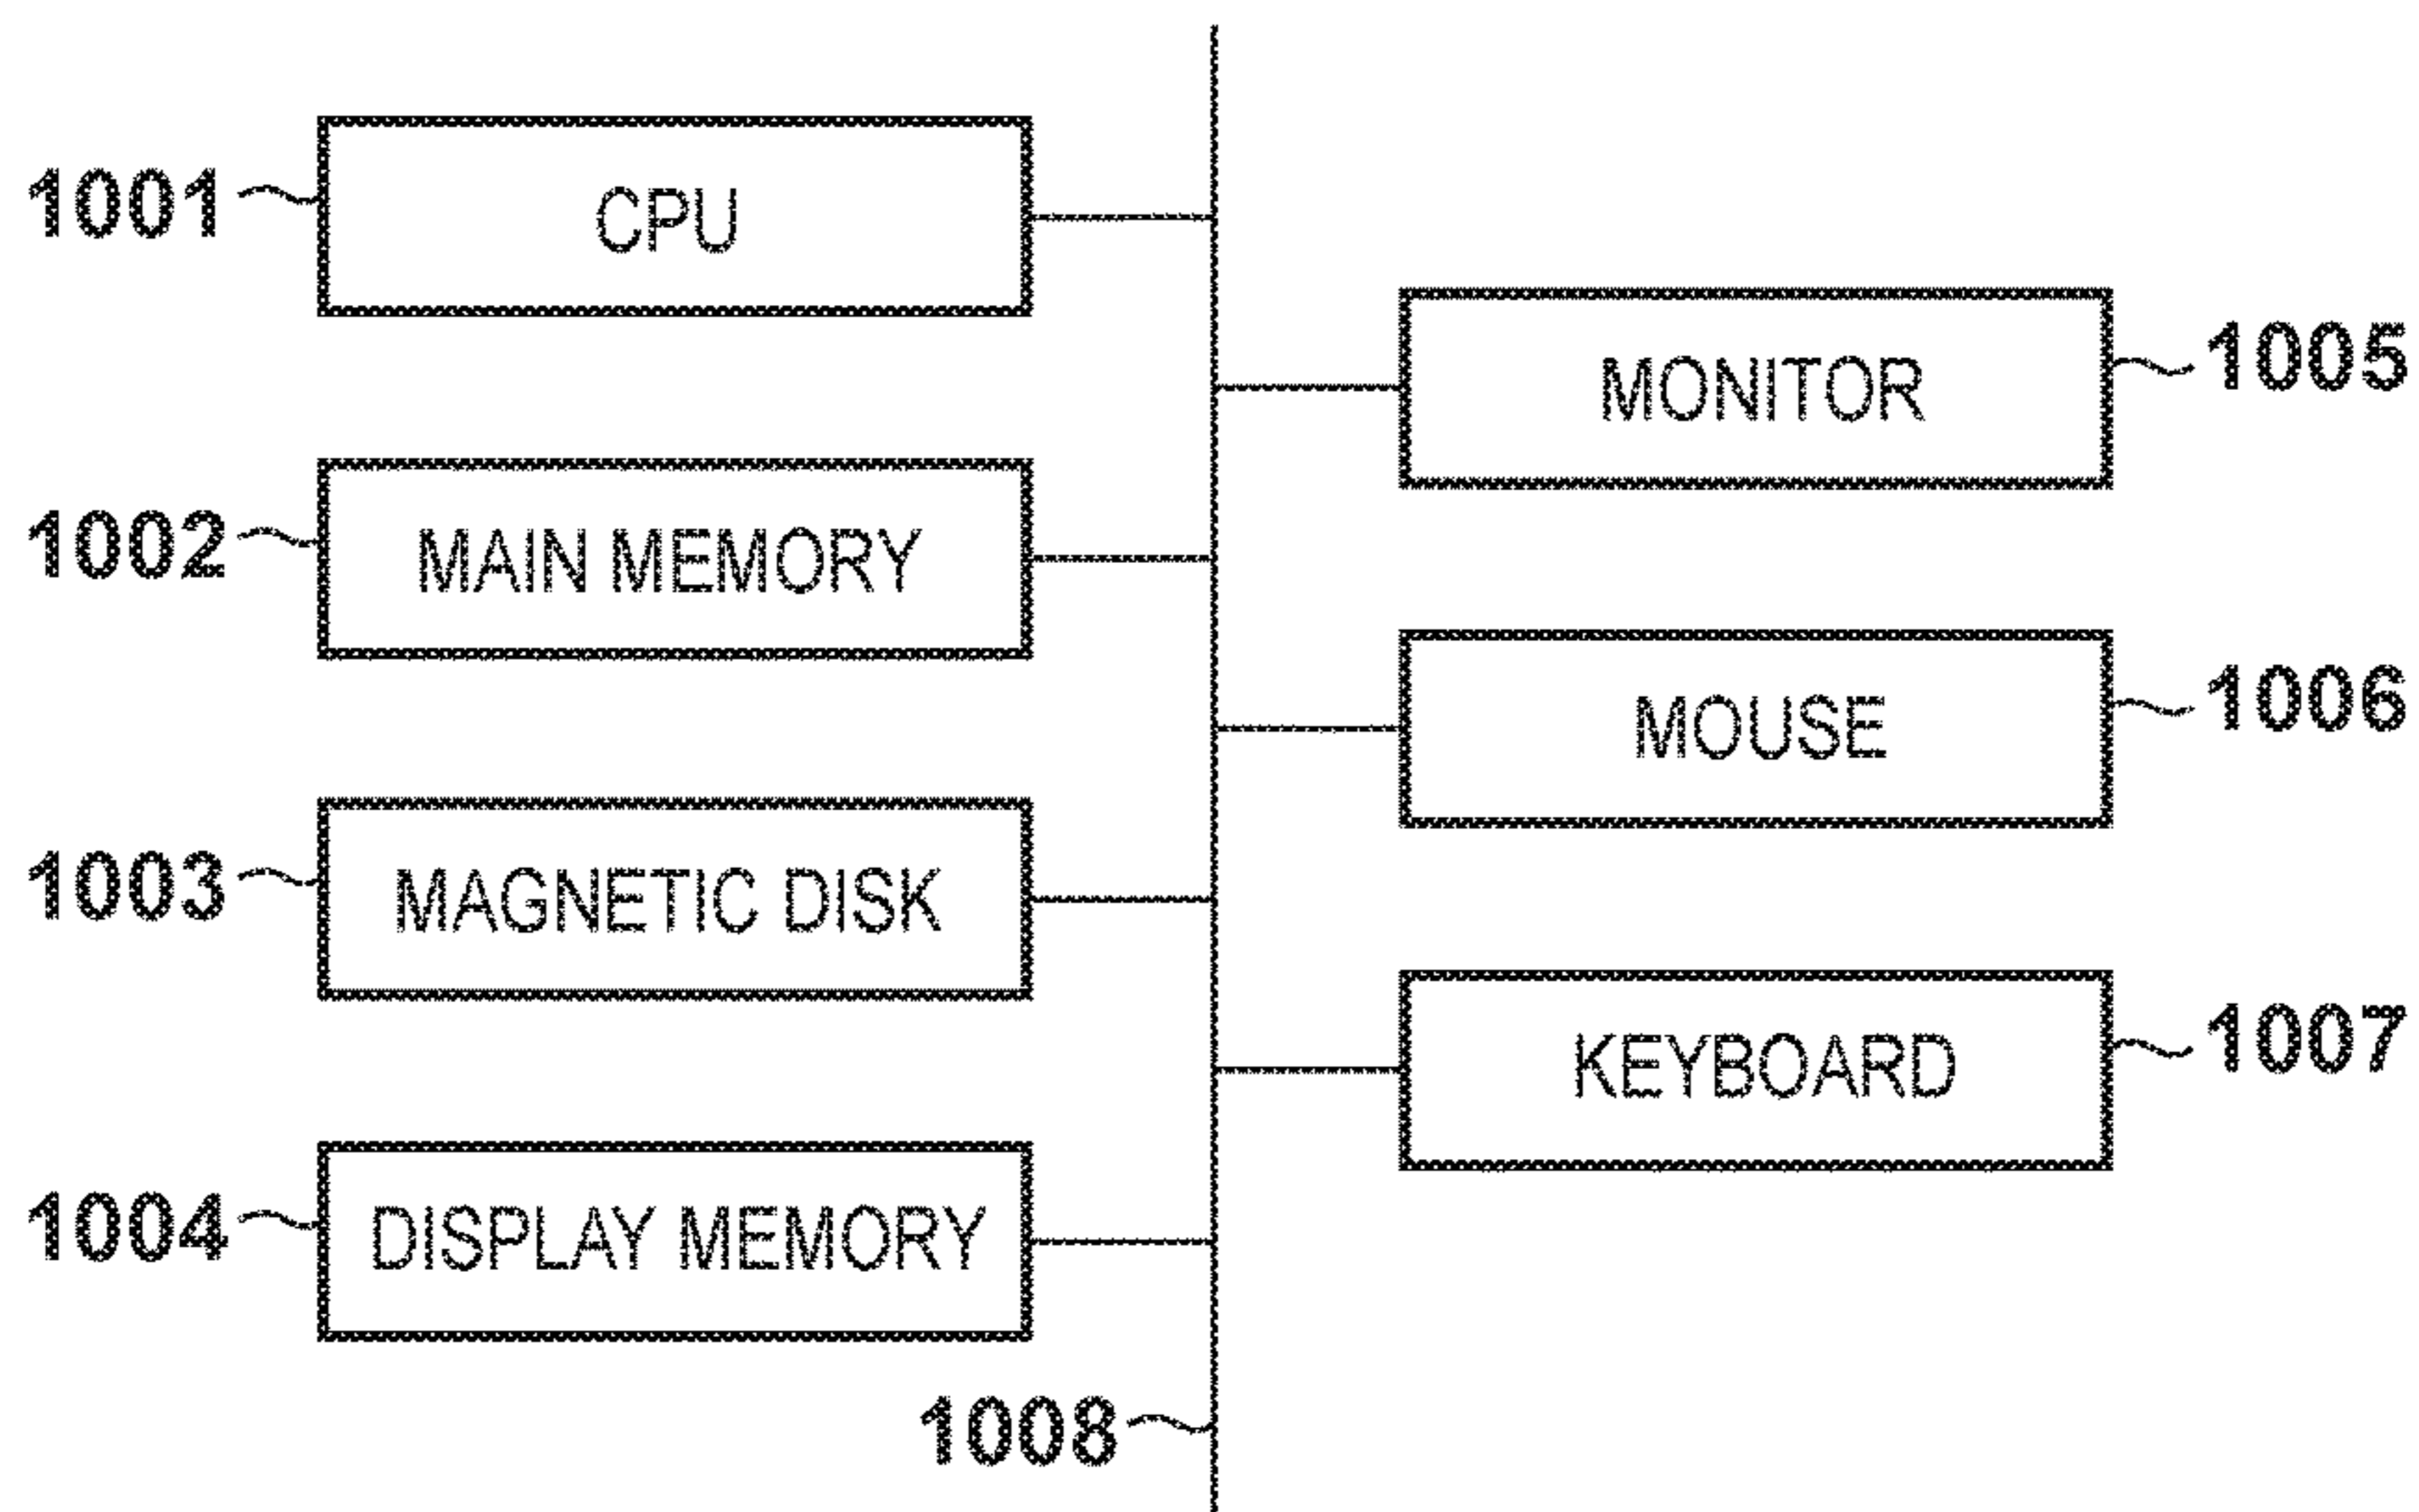 1001
CPU
1005
MONITOR
1002
MAIN MEMORY
1006
MOUSE
1003
MAGNETIC DISK
1007
KEYBOARD
1004
DISPLAY MEMORY
1008